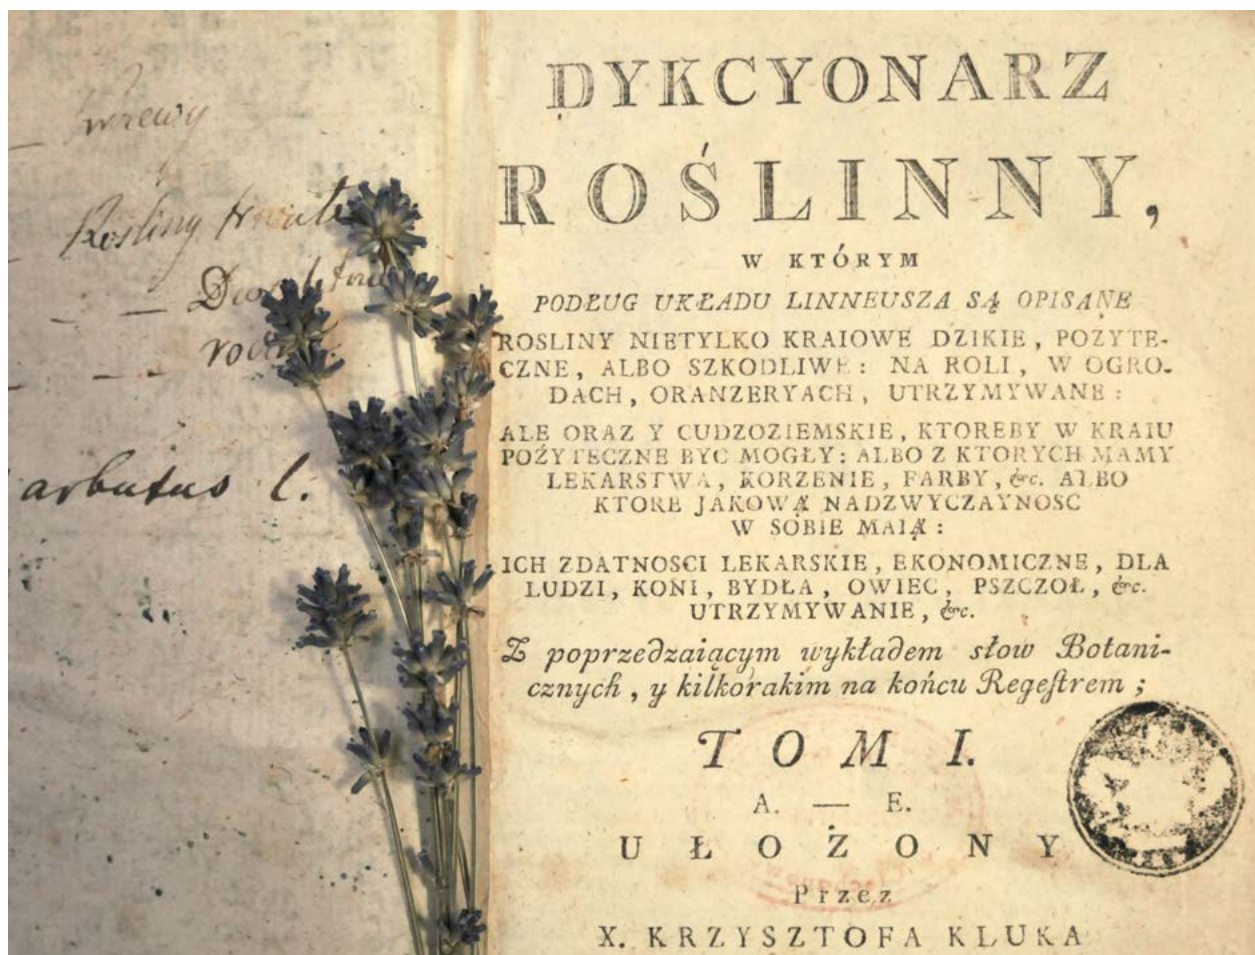 Krzewy
Rosliny trwałe
arbutus l.
DYKCYONARZ
ROŚLINNY,
W KTÓRYM
PODŁUG UKŁADU LINNEUSZA SĄ OPISANE
ROSLINY NIETYLKO KRAIOWE DZIKIE, POZYTE-
CZNE, ALBO SZKODLIWE: NA ROLI, W OGRO-
DACH, ORANZERYACH, UTRZYMYWANE:
ALE ORAZ Y CUDZOZIEMSKIE, KTOREBY W KRAIU
POŻYTECZNE BYC MOGŁY: ALBO Z KTORYCH MAMY
LEKARSTWA, KORZENIE, FARBY, &c. ALBO
KTORE JAKOWĄ NADZWYCZAYNOSC
W SOBIE MAIĄ:
ICH ZDATNOSCI LEKARSKIE, EKONOMICZNE, DLA
LUDZI, KONI, BYDŁA, OWIEC, PSZCZOŁ, &c.
UTRZYMYWANIE, &c.
Z poprzedzaiącym wykładem słow Botani-
cznych, y kilkorakim na końcu Regeſtrem;
TOM I.
A. — E.
UŁOŻONY
Przez
X. KRZYSZTOFA KLUKA